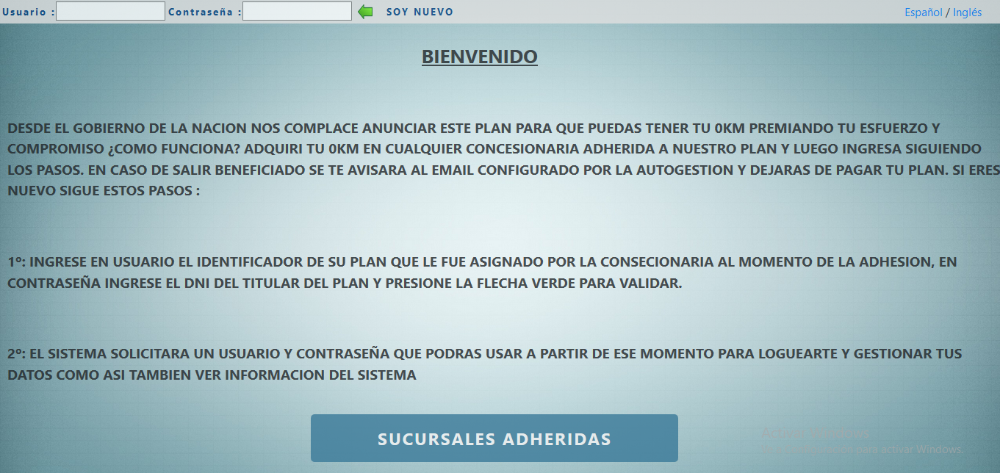 Usuario : Contraseña : SOY NUEVO Español / Inglés
BIENVENIDO
DESDE EL GOBIERNO DE LA NACION NOS COMPLACE ANUNCIAR ESTE PLAN PARA QUE PUEDAS TENER TU 0KM PREMIANDO TU ESFUERZO Y
COMPROMISO ¿COMO FUNCIONA? ADQUIRI TU 0KM EN CUALQUIER CONCESIONARIA ADHERIDA A NUESTRO PLAN Y LUEGO INGRESA SIGUIENDO
LOS PASOS. EN CASO DE SALIR BENEFICIADO SE TE AVISARA AL EMAIL CONFIGURADO POR LA AUTOGESTION Y DEJARAS DE PAGAR TU PLAN. SI ERES
NUEVO SIGUE ESTOS PASOS :
1º: INGRESE EN USUARIO EL IDENTIFICADOR DE SU PLAN QUE LE FUE ASIGNADO POR LA CONSECIONARIA AL MOMENTO DE LA ADHESION, EN
CONTRASEÑA INGRESE EL DNI DEL TITULAR DEL PLAN Y PRESIONE LA FLECHA VERDE PARA VALIDAR.
2º: EL SISTEMA SOLICITARA UN USUARIO Y CONTRASEÑA QUE PODRAS USAR A PARTIR DE ESE MOMENTO PARA LOGUEARTE Y GESTIONAR TUS
DATOS COMO ASI TAMBIEN VER INFORMACION DEL SISTEMA
SUCURSALES ADHERIDAS
Activar Windows
para activar Windows.